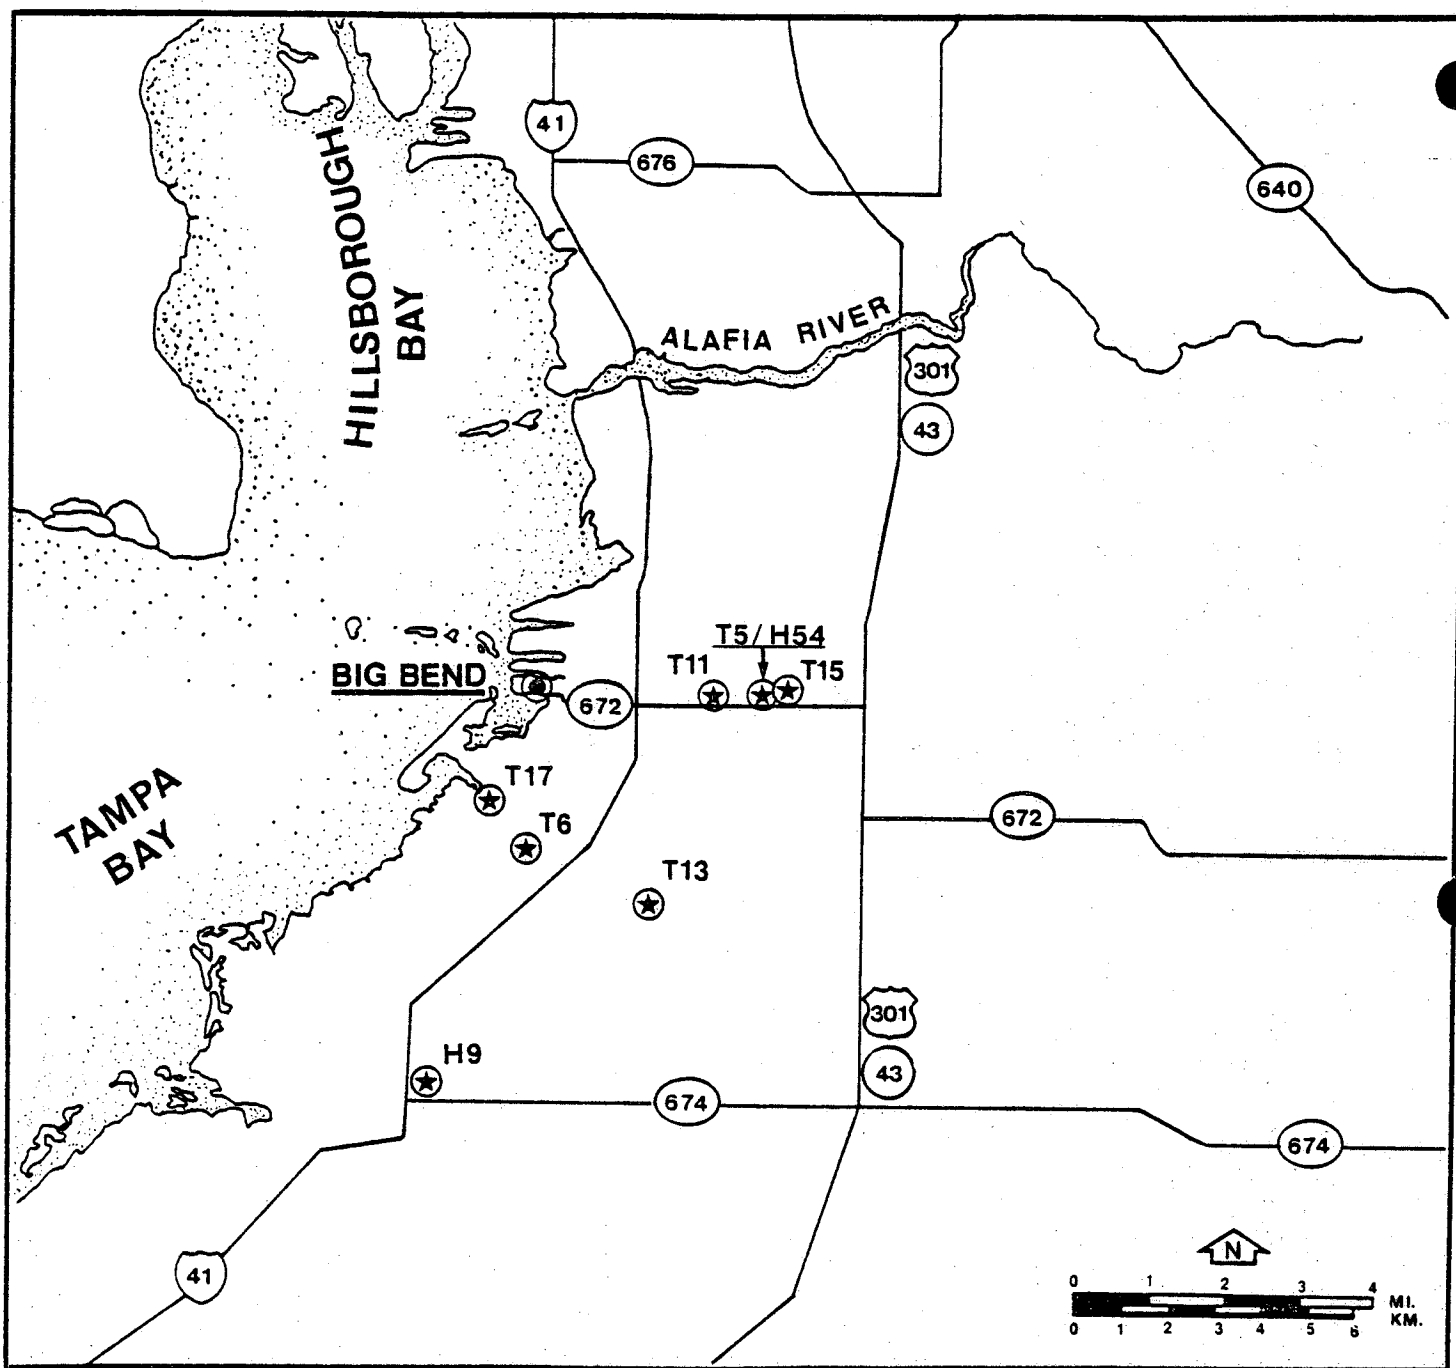 41
676
640
HILLSBOROUGH
BAY
ALAFIA RIVER
301
43
T5/H54
T11
T15
BIG BEND
672
T17
TAMPA
BAY
T6
672
T13
301
H9
43
674
674
N
41
0 1 2 3 4
MI.
KM.
0 1 2 3 4 5 6